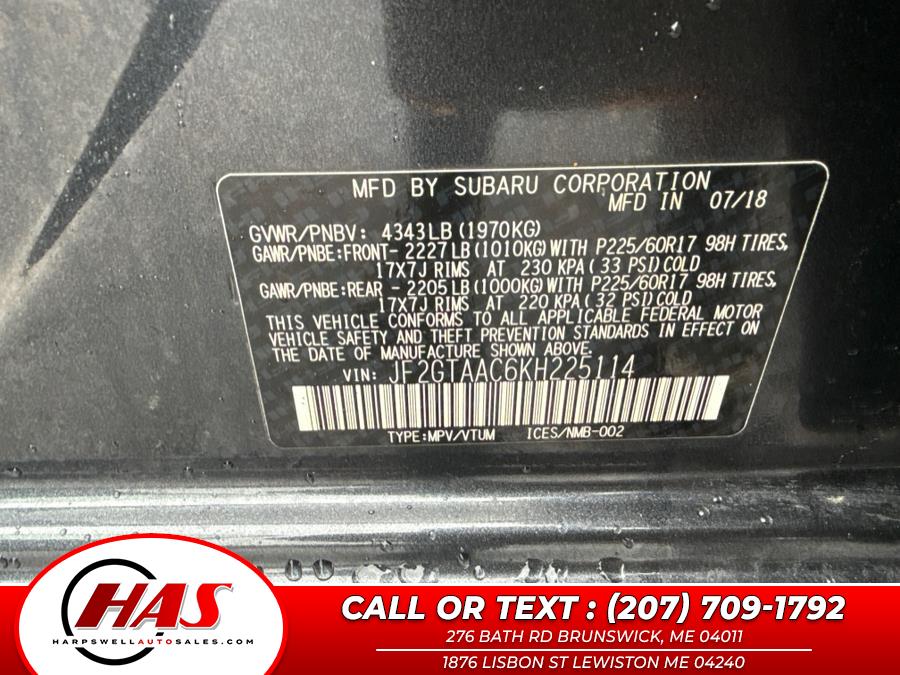 MFD BY SUBARU CORPORATION
MFD IN 07/18
GVWR/PNBV: 4343LB (1970KG)
GAWR/PNBE:FRONT- 2227LB (1010KG) WITH P225/60R17 98H TIRES,
17X7J RIMS AT 230 KPA ( 33 PSI) COLD
GAWR/PNBE:REAR - 2205LB (1000KG) WITH P225/60R17 98H TIRES,
17X7J RIMS AT 220 KPA ( 32 PSI) COLD
THIS VEHICLE CONFORMS TO ALL APPLICABLE FEDERAL MOTOR
VEHICLE SAFETY AND THEFT PREVENTION STANDARDS IN EFFECT ON
THE DATE OF MANUFACTURE SHOWN ABOVE.
VIN: JF2GTAAC6KH225114
TYPE:MPV/VTUM ICES/NMB-002
HAS
HARPSWELLAUTOSALES.COM
CALL OR TEXT : (207) 709-1792
276 BATH RD BRUNSWICK, ME 04011
1876 LISBON ST LEWISTON ME 04240